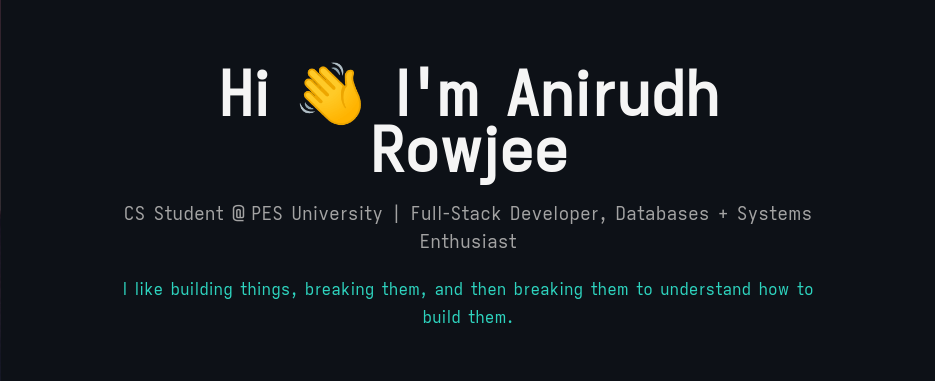 Hi 👋 I'm Anirudh
Rowjee
CS Student @ PES University | Full-Stack Developer, Databases + Systems
Enthusiast
I like building things, breaking them, and then breaking them to understand how to
build them.